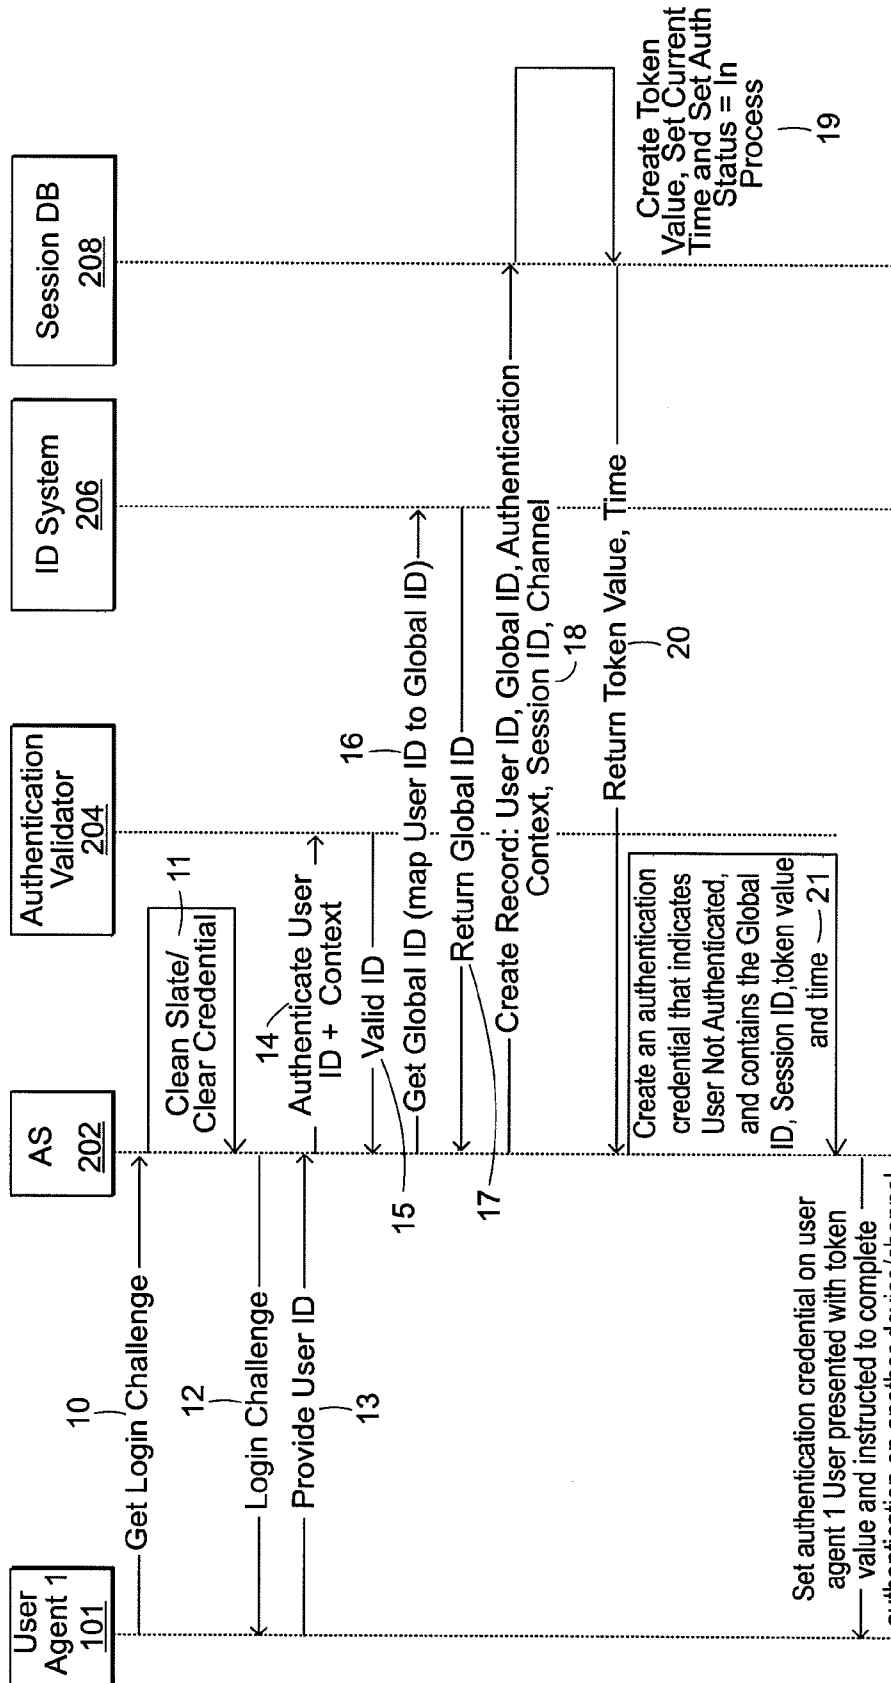 User
Agent 1
101
AS
202
Authentication
Validator
204
ID System
206
Session DB
208
10
Get Login Challenge
Clean Slate/
Clear Credential
11
12
Login Challenge
Provide User ID
13
14
Authenticate User
ID + Context
Valid ID
15
16
Get Global ID (map User ID to Global ID)
Return Global ID
17
Create Record: User ID, Global ID, Authentication
Context, Session ID, Channel
18
Create Token
Value, Set Current
Time and Set Auth
Status = In
Process
19
Return Token Value, Time
20
Create an authentication
credential that indicates
User Not Authenticated,
and contains the Global
ID, Session ID,token value
and time
21
Set authentication credential on user
agent 1 User presented with token
value and instructed to complete
authentication on another device/channel